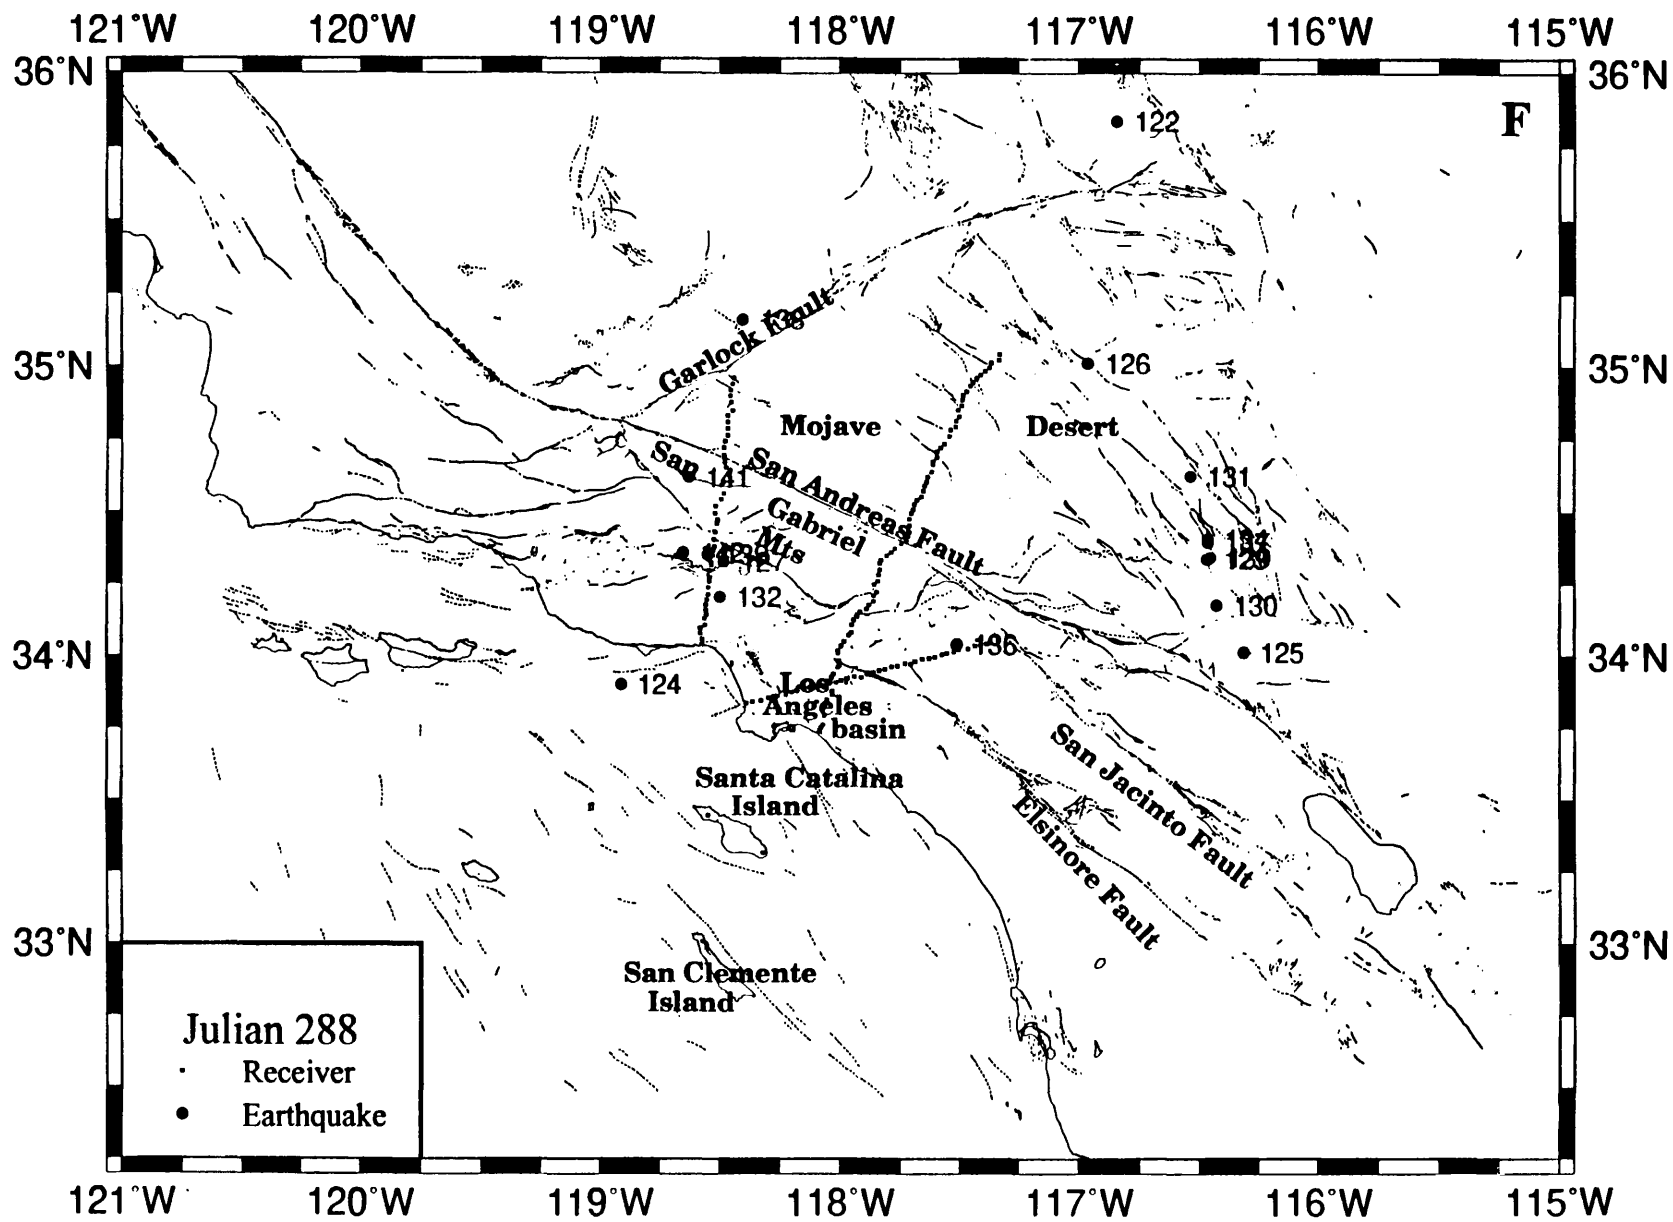 121°W 120°W 119°W 118°W 117°W 116°W 115°W
36°N 36°N
F
122
Garlock Fault
35°N 35°N
126
Mojave Desert
San
Gabriel
Mts
San Andreas Fault
141
131
132
130
136
125
34°N 34°N
124
Los
Angeles
basin
San Jacinto Fault
Elsinore Fault
Santa Catalina
Island
33°N 33°N
San Clemente
Island
Julian 288
Receiver
Earthquake
121°W 120°W 119°W 118°W 117°W 116°W 115°W